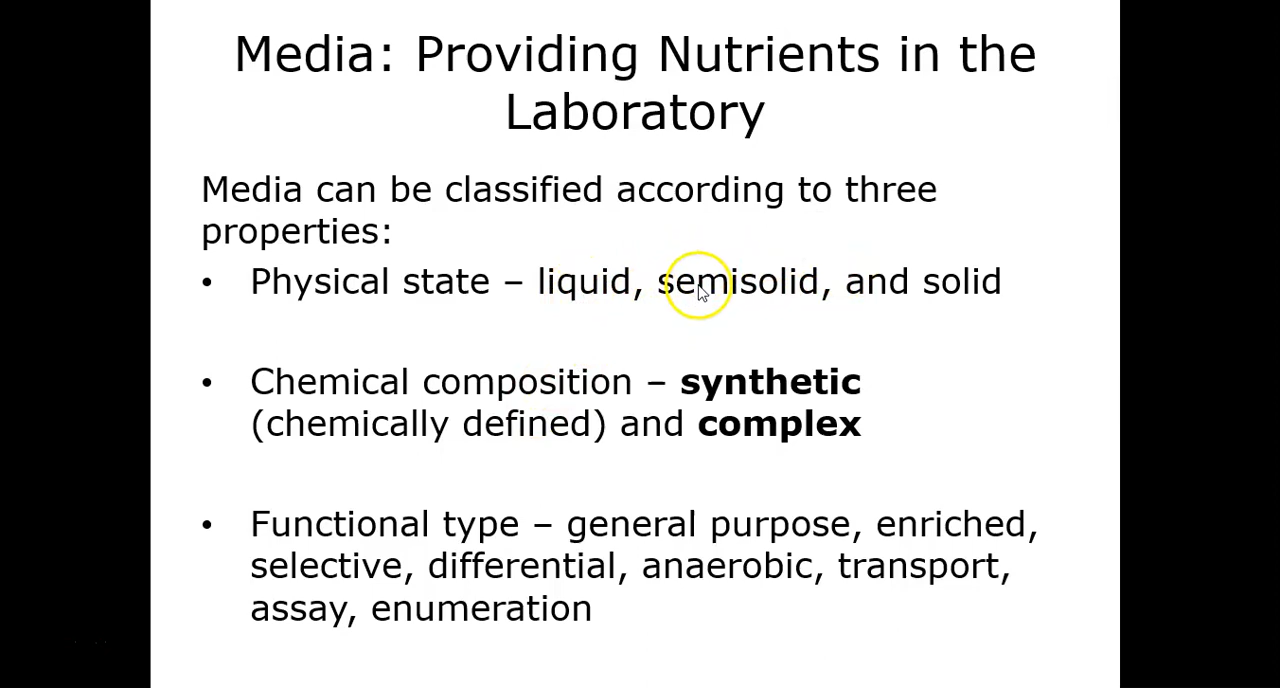 Media: Providing Nutrients in the
Laboratory
Media can be classified according to three
properties:
• Physical state – liquid, semisolid, and solid
• Chemical composition – synthetic
(chemically defined) and complex
• Functional type – general purpose, enriched,
selective, differential, anaerobic, transport,
assay, enumeration